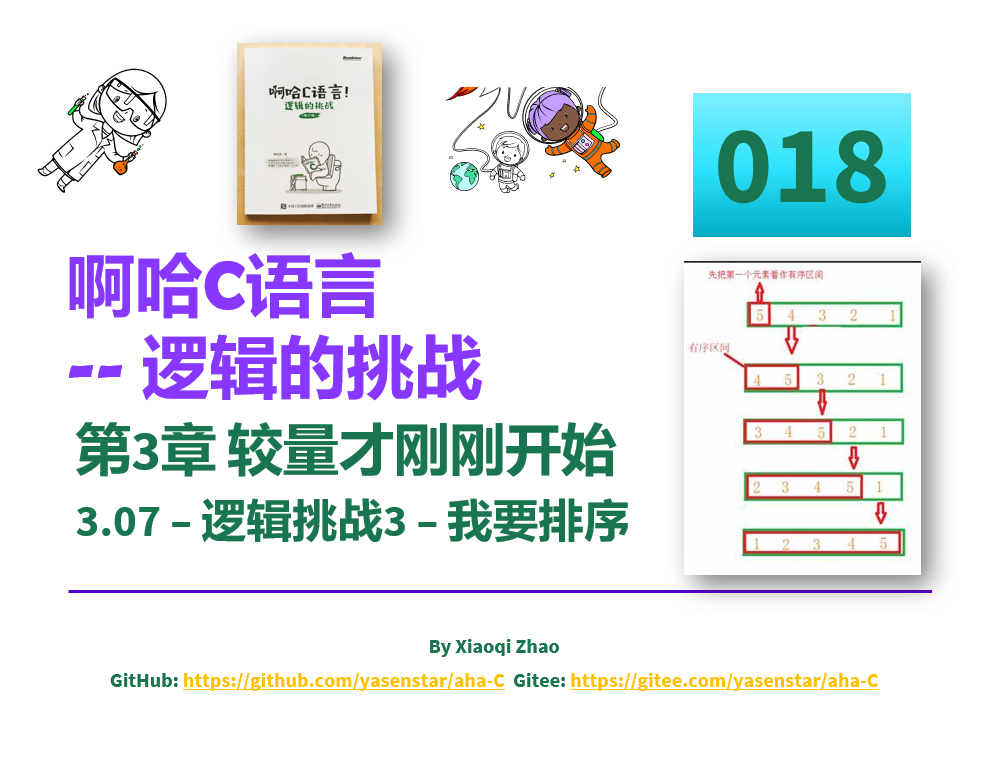 啊哈C语言!
逻辑的挑战
018
啊哈C语言
-- 逻辑的挑战
第3章 较量才刚刚开始
3.07 – 逻辑挑战3 – 我要排序
先把第一个元素看你有序区间
5 4 3 2 1
有序区间
4 5 3 2 1
3 4 5 2 1
2 3 4 5 1
1 2 3 4 5
By Xiaoqi Zhao
GitHub: https://github.com/yasenstar/aha-C Gitee: https://gitee.com/yasenstar/aha-C